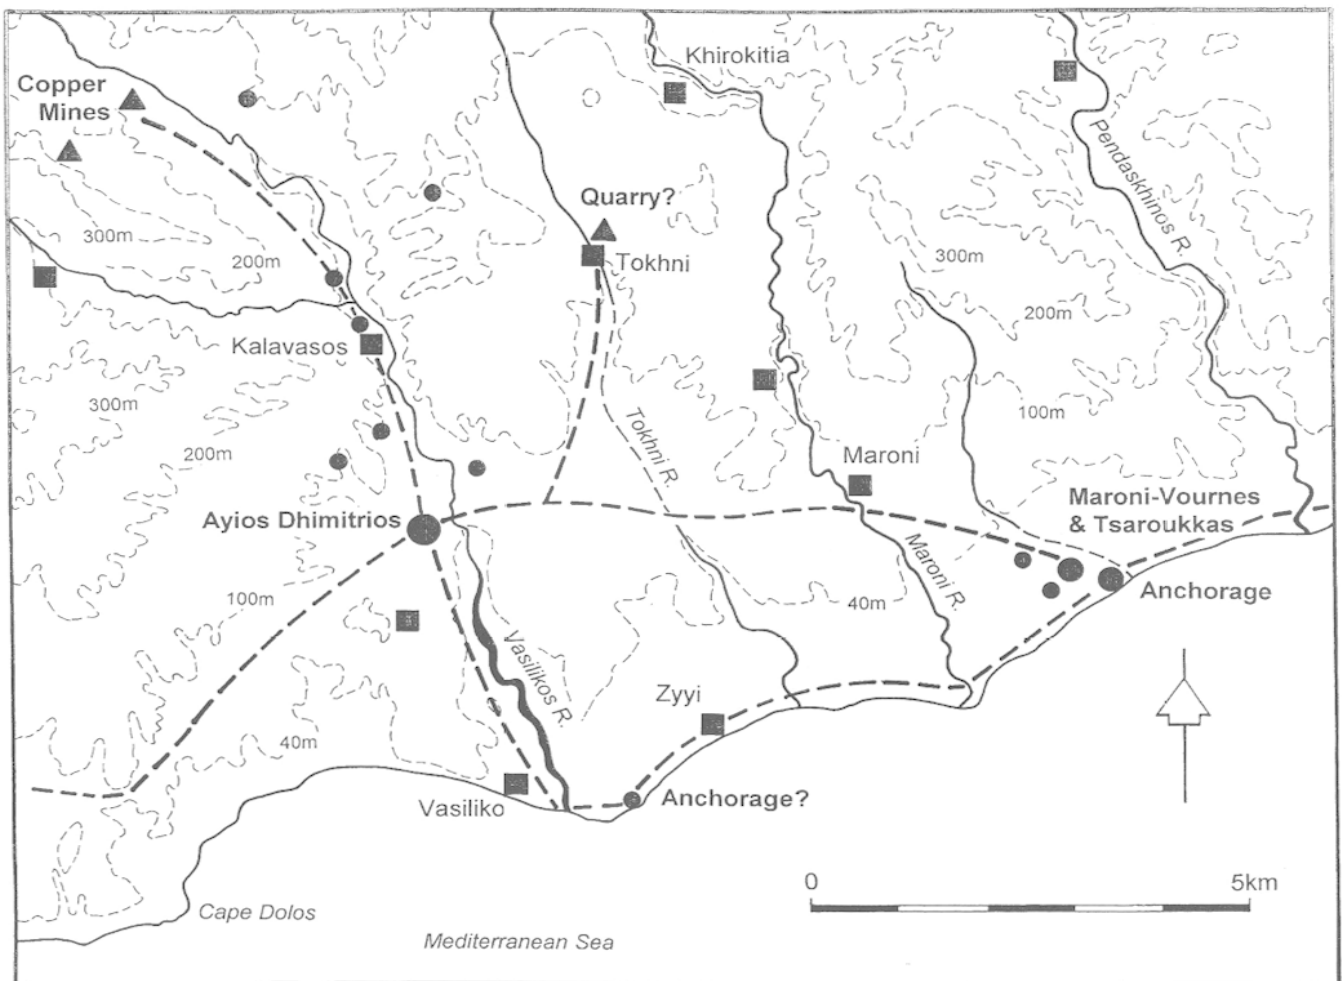 Khirokitia
Copper
Mines
Pendaskhinos R.
Quarry?
300m
200m
Tokhni
300m
200m
Kalavasos
300m
100m
Tokhni R.
200m
Maroni
Maroni-Vournes
& Tsaroukkas
Ayios Dhimitrios
Maroni R.
Anchorage
100m
40m
Vasilikos R.
Zyyi
40m
Vasiliko
Anchorage?
0 5km
Cape Dolos
Mediterranean Sea